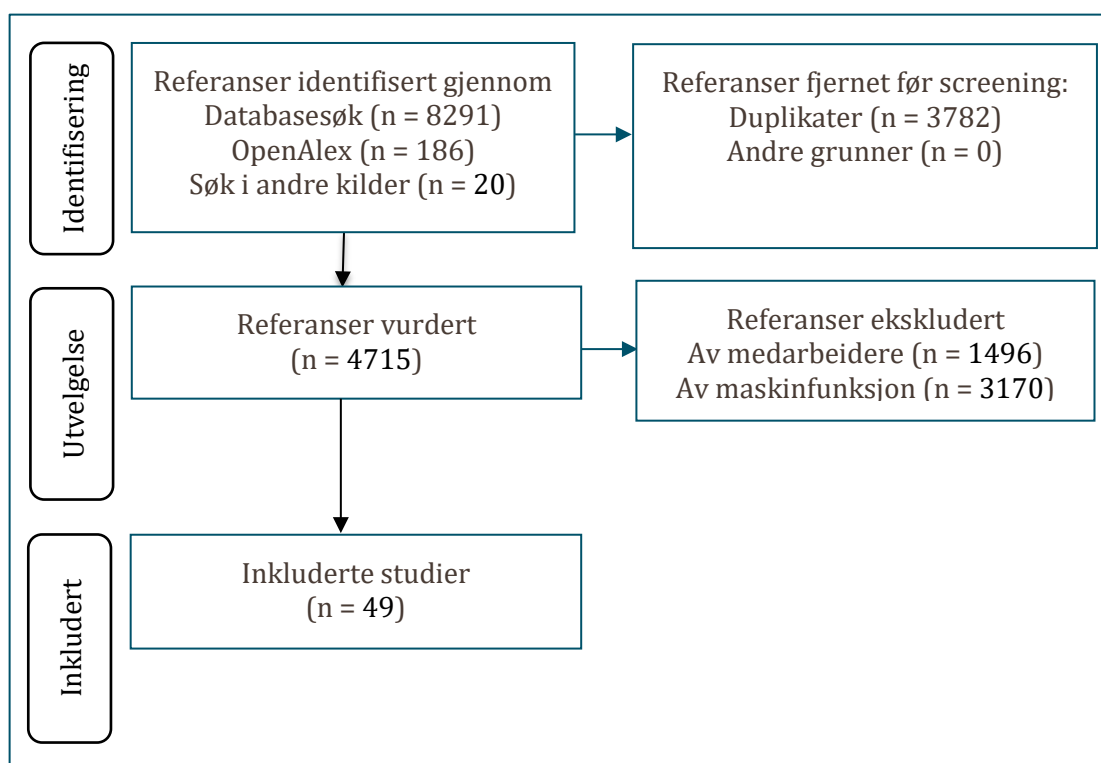 Identifisering
Referanser identifisert gjennom
Databasesøk (n = 8291)
OpenAlex (n = 186)
Søk i andre kilder (n = 20)
Referanser fjernet før screening:
Duplikater (n = 3782)
Andre grunner (n = 0)
Utvelgelse
Referanser vurdert
(n = 4715)
Referanser ekskludert
Av medarbeidere (n = 1496)
Av maskinfunksjon (n = 3170)
Inkludert
Inkluderte studier
(n = 49)